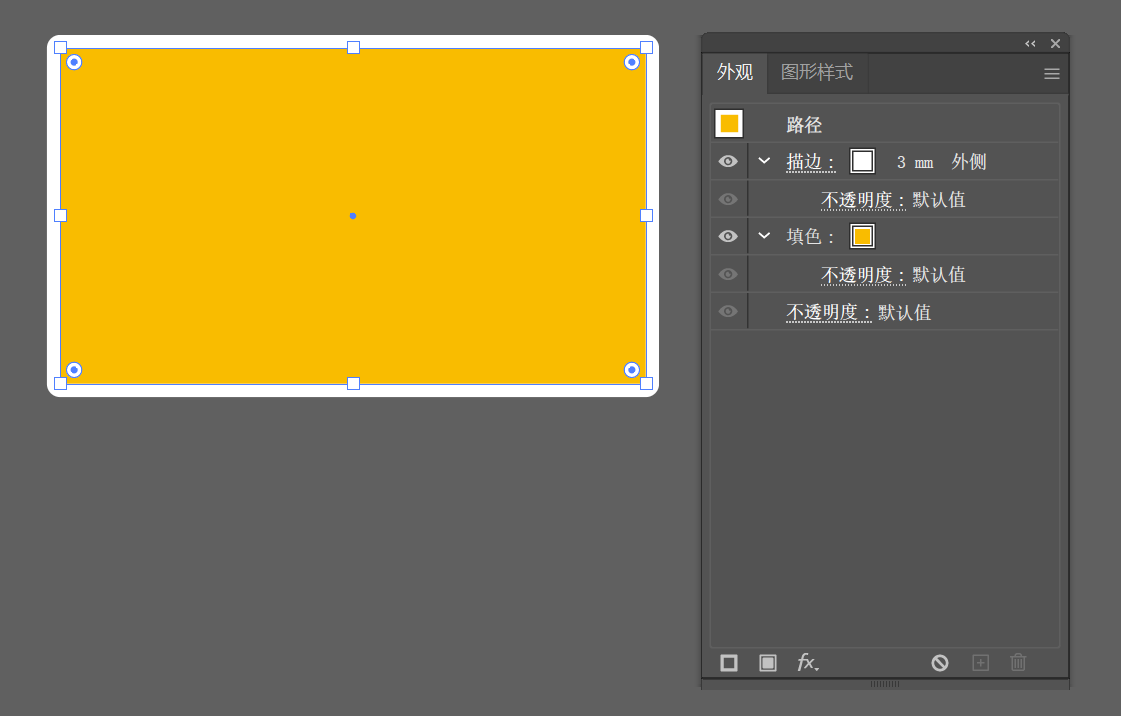 外观 图形样式
路径
描边： 3 mm 外侧
不透明度：默认值
填色：
不透明度：默认值
不透明度：默认值
fx